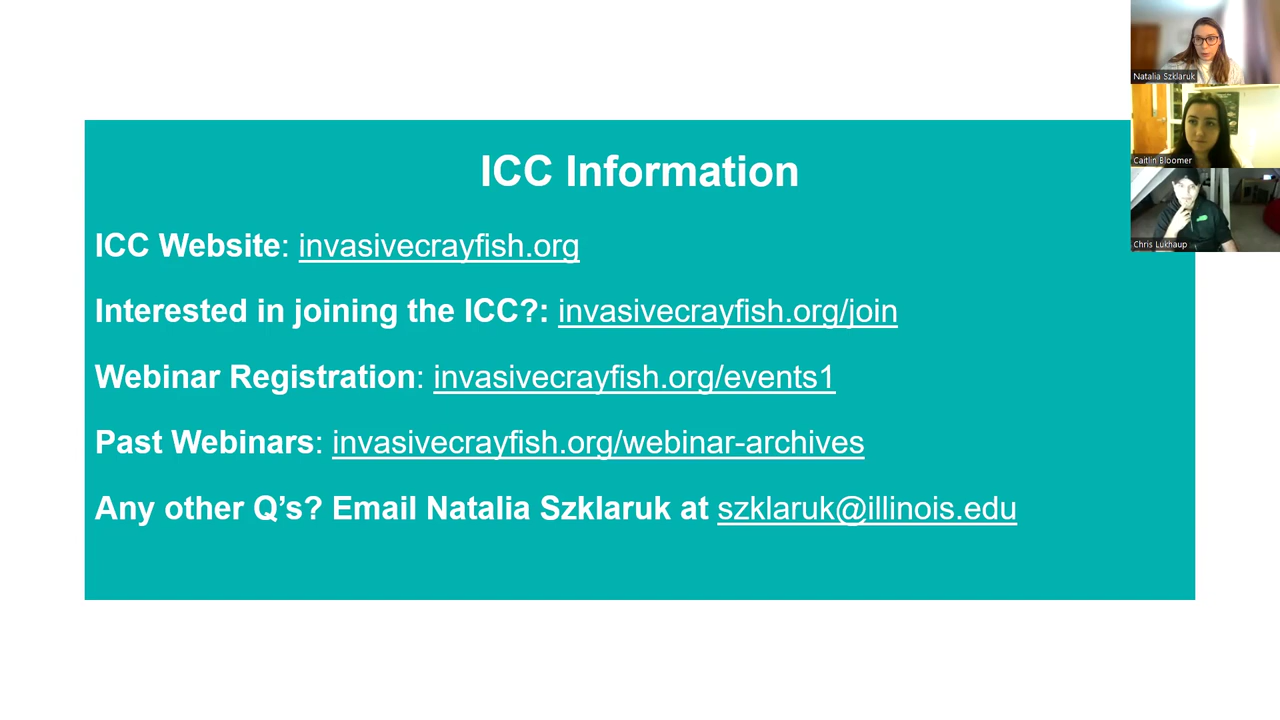 ICC Information
ICC Website: invasivecrayfish.org
Interested in joining the ICC?: invasivecrayfish.org/join
Webinar Registration: invasivecrayfish.org/events1
Past Webinars: invasivecrayfish.org/webinar-archives
Any other Q’s? Email Natalia Szklaruk at szklaruk@illinois.edu
Natalia Szklaruk
Caitlin Bloomer
Chris Lukhaup